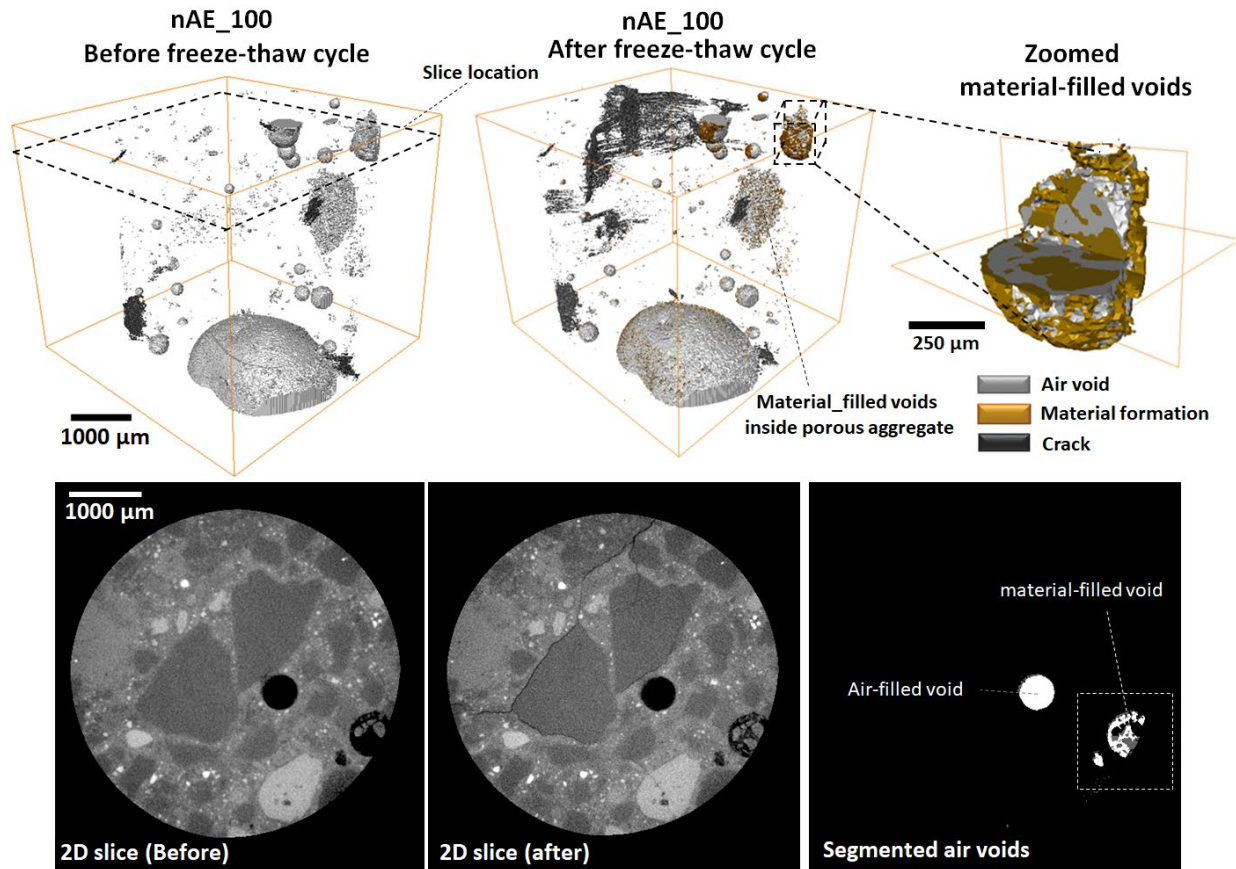 nAE_100
Before freeze-thaw cycle
Slice location
nAE_100
After freeze-thaw cycle
Zoomed
material-filled voids
1000 µm
Material_filled voids
inside porous aggregate
250 µm
Air void
Material formation
Crack
1000 µm
2D slice (Before)
2D slice (after)
material-filled void
Air-filled void
Segmented air voids